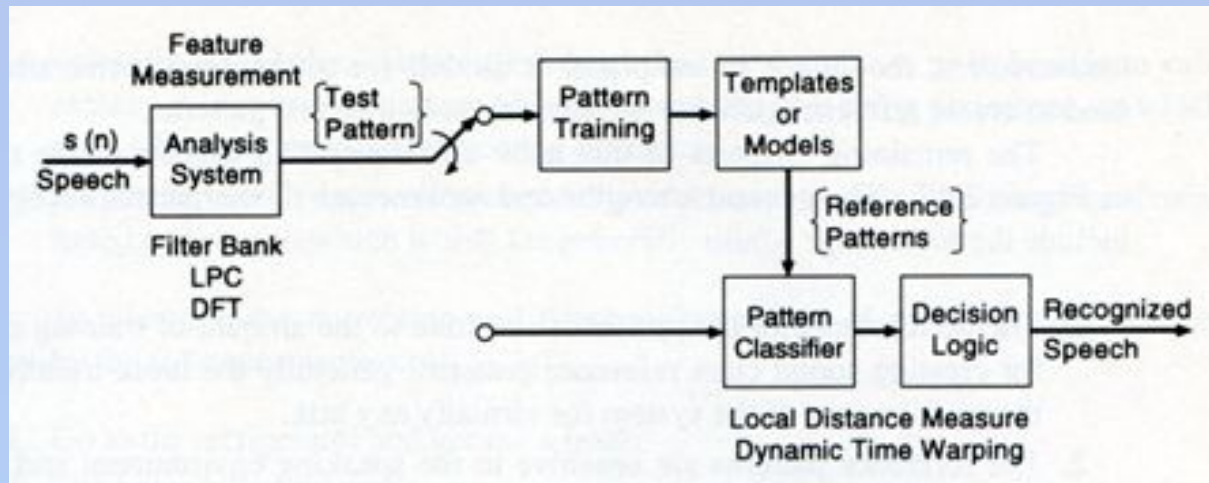 Feature
Measurement
s (n)
Speech
Analysis
System
Filter Bank
LPC
DFT
Test
Pattern
Pattern
Training
Templates
or
Models
Reference
Patterns
Pattern
Classifier
Decision
Logic
Recognized
Speech
Local Distance Measure
Dynamic Time Warping